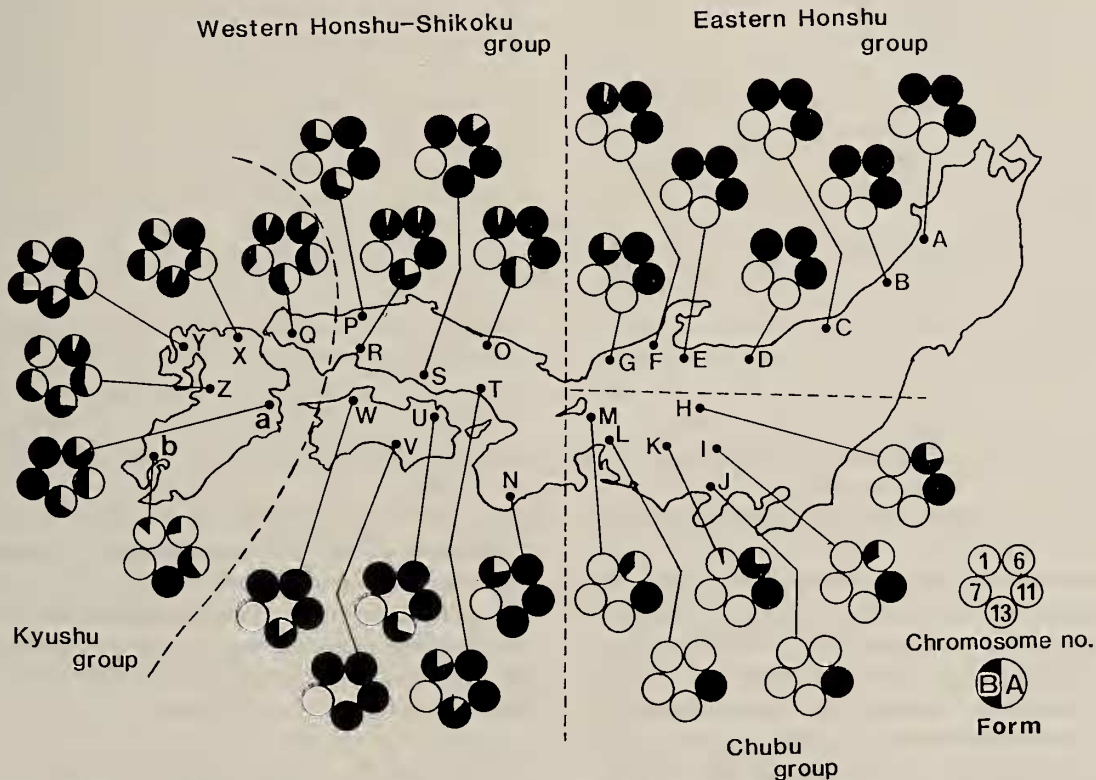 Western Honshu-Shikoku
group
Eastern Honshu
group
A
B
C
D
E
F
G
O
P
Q
R
S
T
X
Y
Z
a
b
W
U
V
N
M
L
K
H
I
J
Kyushu
group
Chubu
group
1 6
7 11
13
Chromosome no.
B A
Form